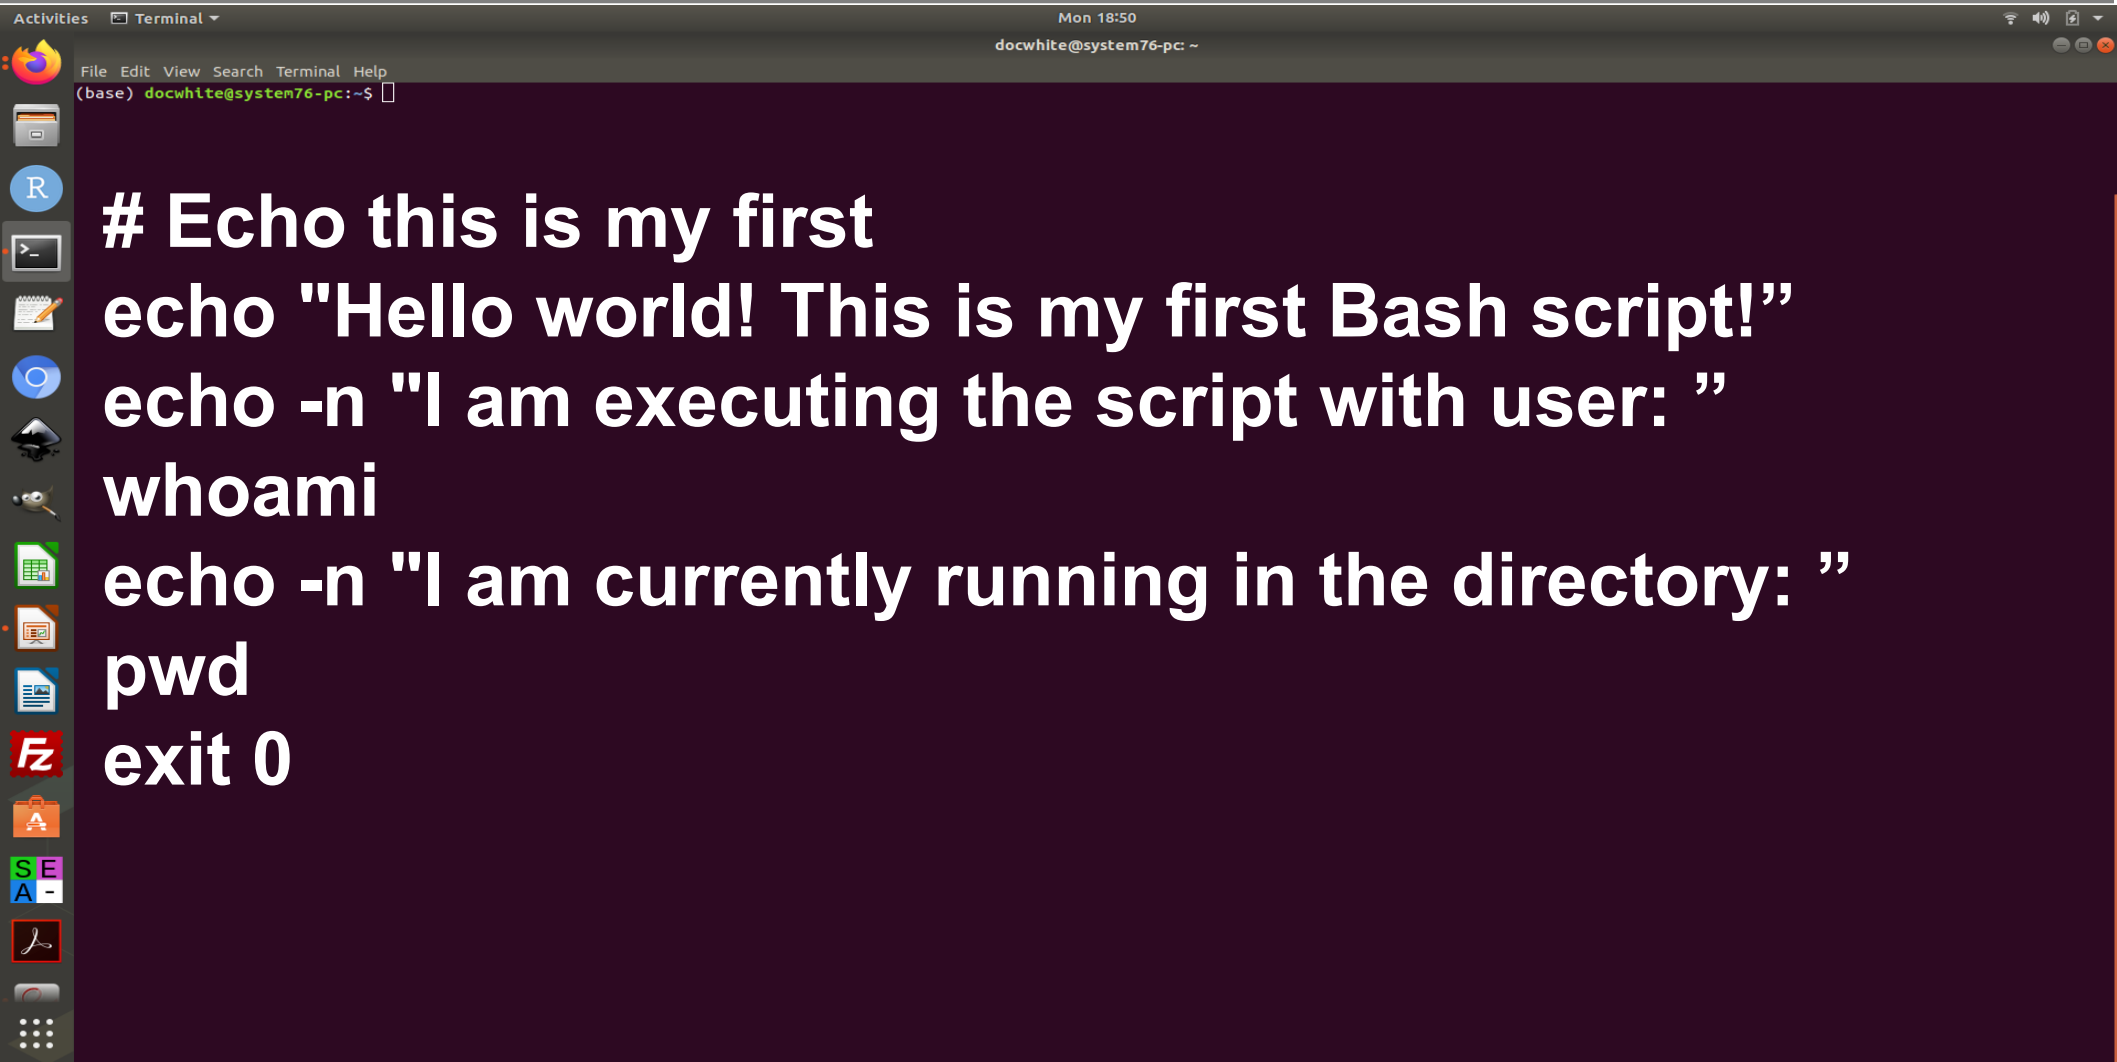 Activities Terminal Mon 18:50
docwhite@system76-pc: ~
File Edit View Search Terminal Help
(base) docwhite@system76-pc:~$
# Echo this is my first
echo "Hello world! This is my first Bash script!”
echo -n "I am executing the script with user: ”
whoami
echo -n "I am currently running in the directory: ”
pwd
exit 0
R
>_
Fz
A
S E
A -